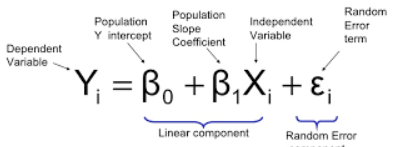 Dependent
Variable
Population
Y intercept
Population
Slope
Coefficient
Independent
Variable
Random
Error
term
Yᵢ = β₀ + β₁Xᵢ + εᵢ
Linear component
Random Error